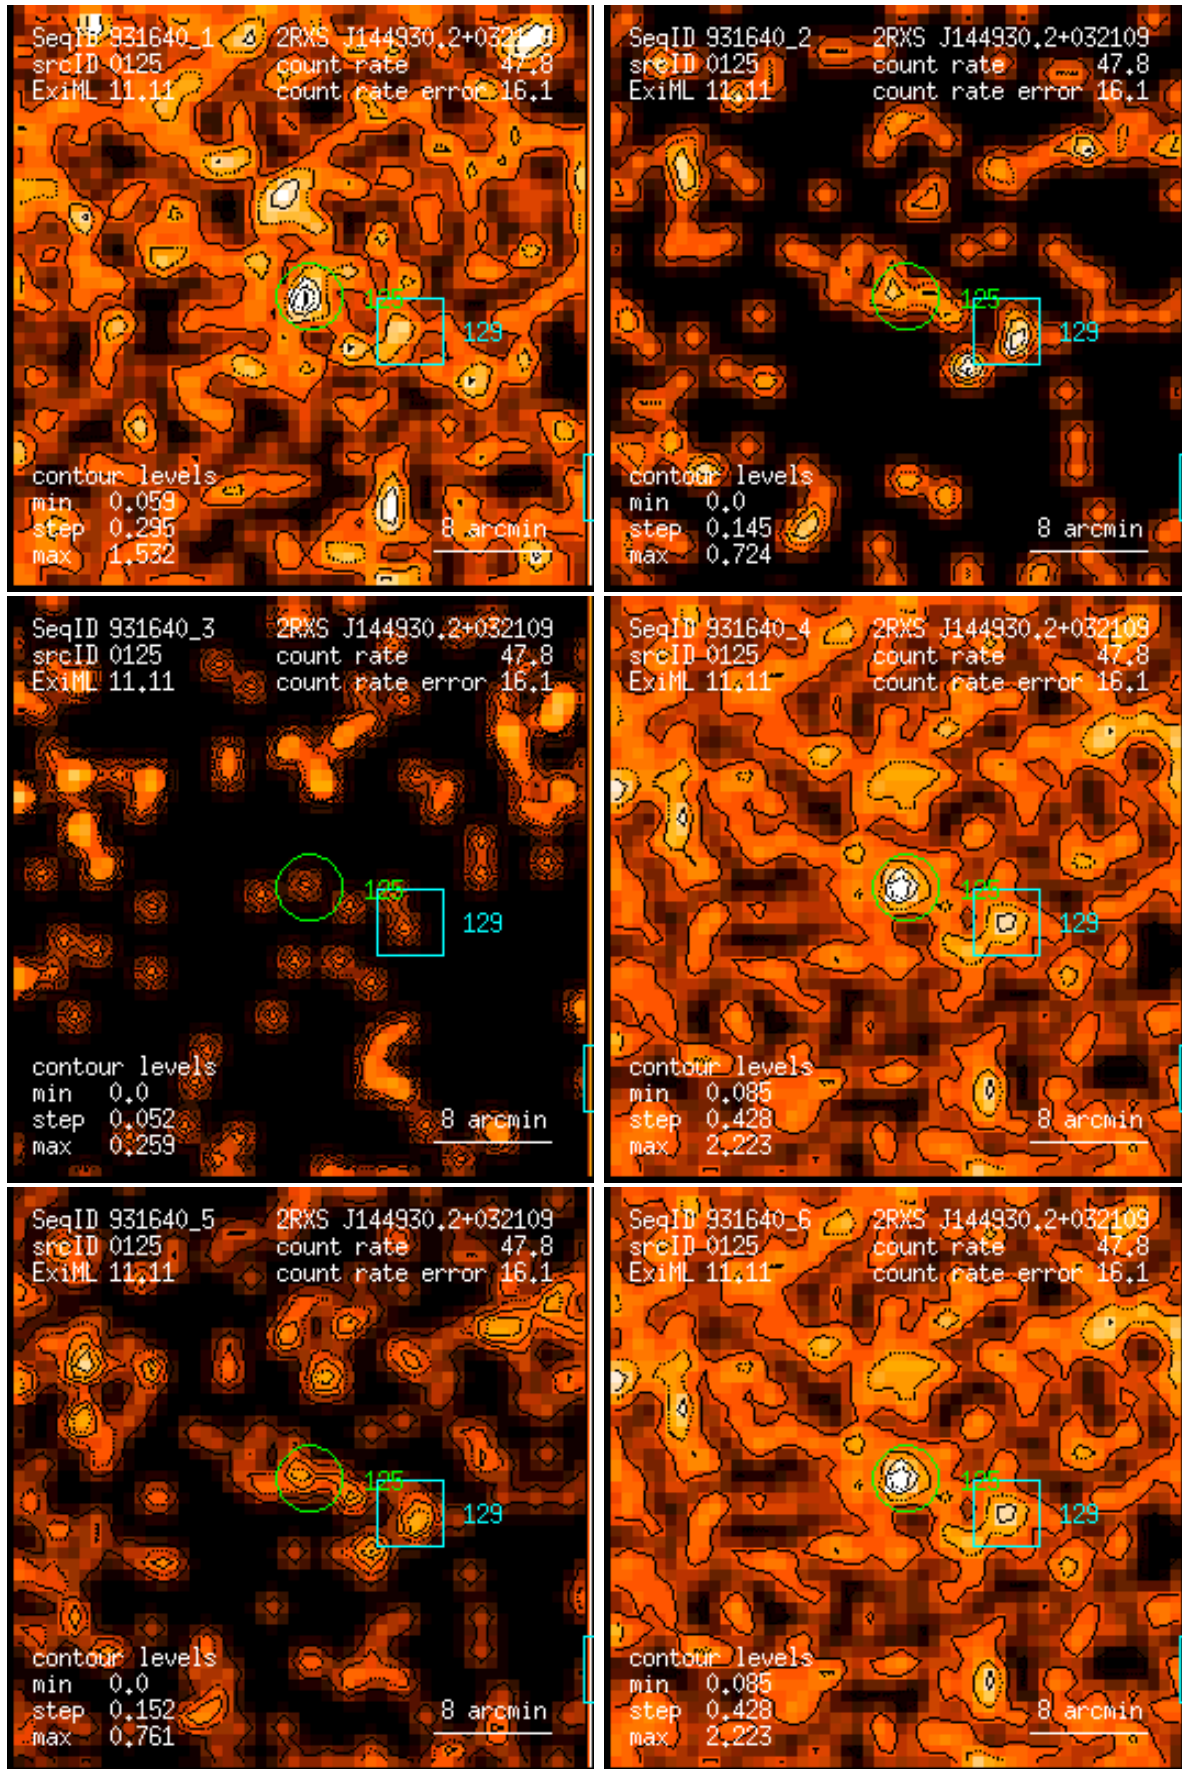 SeqID 931640_1 2RXS J144930.2+032109
srcID 0125 count rate 47.8
ExiML 11.11 count rate error 16.1
125
129
contour levels
min 0.059
step 0.295 8 arcmin
max 1.532
SeqID 931640_2 2RXS J144930.2+032109
srcID 0125 count rate 47.8
ExiML 11.11 count rate error 16.1
125
129
contour levels
min 0.0
step 0.145 8 arcmin
max 0.724
SeqID 931640_3 2RXS J144930.2+032109
srcID 0125 count rate 47.8
ExiML 11.11 count rate error 16.1
125
129
contour levels
min 0.0
step 0.052 8 arcmin
max 0.259
SeqID 931640_4 2RXS J144930.2+032109
srcID 0125 count rate 47.8
ExiML 11.11 count rate error 16.1
125
129
contour levels
min 0.085
step 0.428 8 arcmin
max 2.223
SeqID 931640_5 2RXS J144930.2+032109
srcID 0125 count rate 47.8
ExiML 11.11 count rate error 16.1
125
129
contour levels
min 0.0
step 0.152 8 arcmin
max 0.761
SeqID 931640_6 2RXS J144930.2+032109
srcID 0125 count rate 47.8
ExiML 11.11 count rate error 16.1
125
129
contour levels
min 0.085
step 0.428 8 arcmin
max 2.223